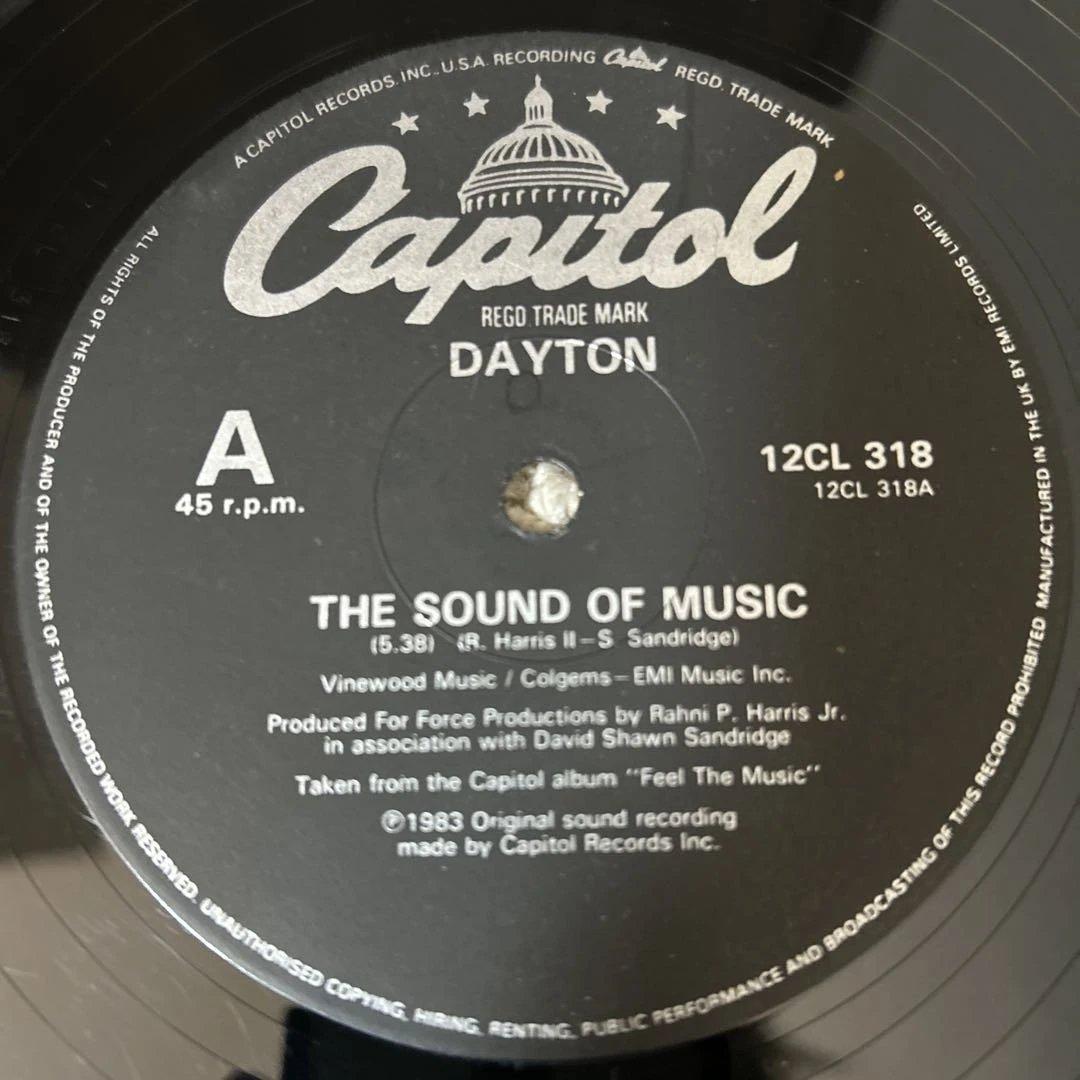 A CAPITOL RECORDS. INC., U.S.A. RECORDING Capitol REGD. TRADE MARK
Capitol
REGD TRADE MARK
DAYTON
A
45 r.p.m.
12CL 318
12CL 318A
THE SOUND OF MUSIC
(5.38) (R. Harris II – S Sandridge)
Vinewood Music / Colgems – EMI Music Inc.
Produced For Force Productions by Rahni P. Harris Jr.
in association with David Shawn Sandridge
Taken from the Capitol album "Feel The Music"
℗1983 Original sound recording
made by Capitol Records Inc.
ALL RIGHTS OF THE PRODUCER AND OF THE OWNER OF THE RECORDED WORK RESERVED. UNAUTHORISED COPYING, HIRING, RENTING, PUBLIC PERFORMANCE AND BROADCASTING OF THIS RECORD PROHIBITED MANUFACTURED IN THE UK BY EMI RECORDS LIMITED